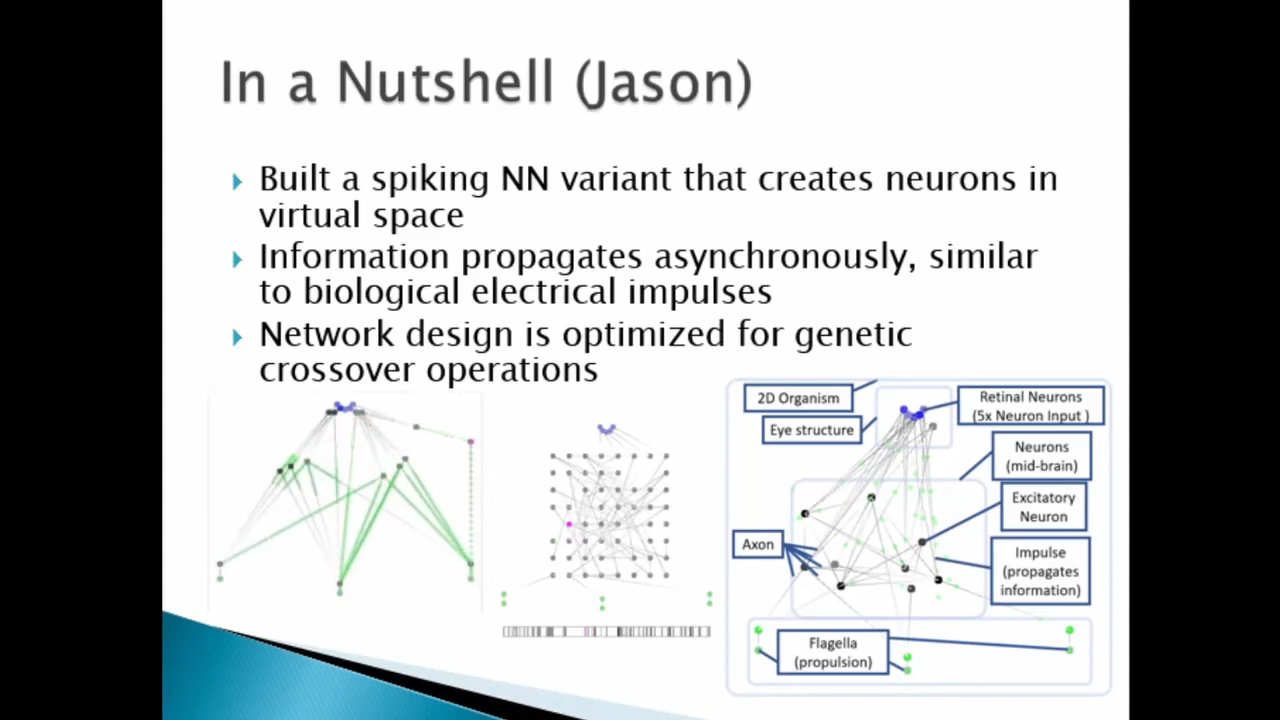 In a Nutshell (Jason)
Built a spiking NN variant that creates neurons in
virtual space
Information propagates asynchronously, similar
to biological electrical impulses
Network design is optimized for genetic
crossover operations
2D Organism
Eye structure
Retinal Neurons
(5x Neuron Input )
Neurons
(mid-brain)
Excitatory
Neuron
Axon
Impulse
(propagates
information)
Flagella
(propulsion)